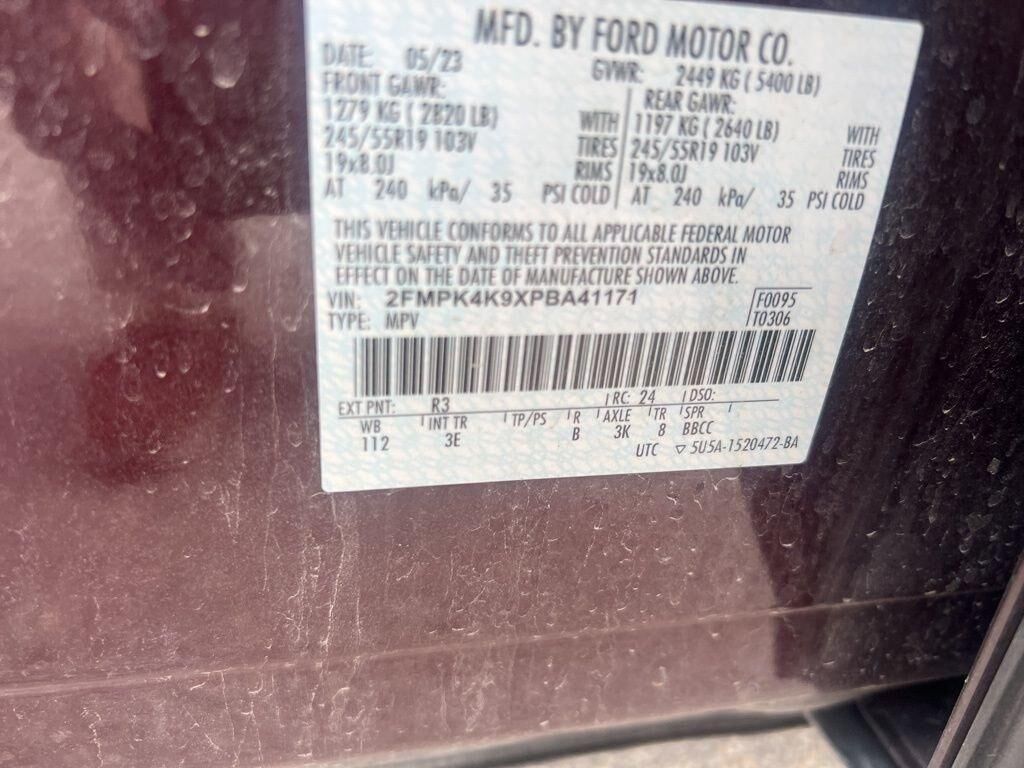 MFD. BY FORD MOTOR CO.
DATE: 05/23 GVWR: 2449 KG ( 5400 LB)
FRONT GAWR: REAR GAWR:
1279 KG ( 2820 LB) WITH 1197 KG ( 2640 LB) WITH
245/55R19 103V TIRES 245/55R19 103V TIRES
19x8.0J RIMS 19x8.0J RIMS
AT 240 kPa/ 35 PSI COLD AT 240 kPa/ 35 PSI COLD
THIS VEHICLE CONFORMS TO ALL APPLICABLE FEDERAL MOTOR
VEHICLE SAFETY AND THEFT PREVENTION STANDARDS IN
EFFECT ON THE DATE OF MANUFACTURE SHOWN ABOVE.
VIN: 2FMPK4K9XPBA41171 F0095
TYPE: MPV T0306
EXT PNT: R3 RC: 24 DSO:
WB INT TR TP/PS R AXLE TR SPR
112 3E B 3K 8 BBCC
UTC ▽ 5U5A-1520472-BA